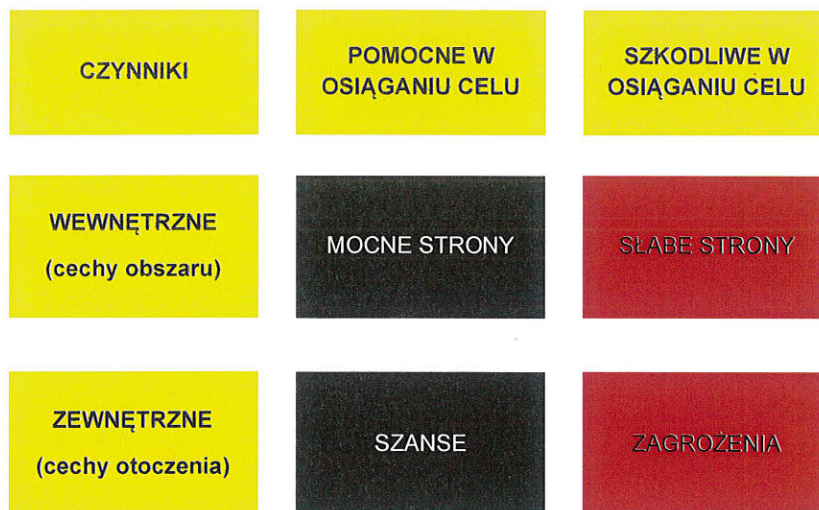 CZYNNIKI
POMOCNE W
OSIĄGANIU CELU
SZKODLIWE W
OSIĄGANIU CELU
WEWNĘTRZNE
(cechy obszaru)
MOCNE STRONY
SŁABE STRONY
ZEWNĘTRZNE
(cechy otoczenia)
SZANSE
ZAGROŻENIA